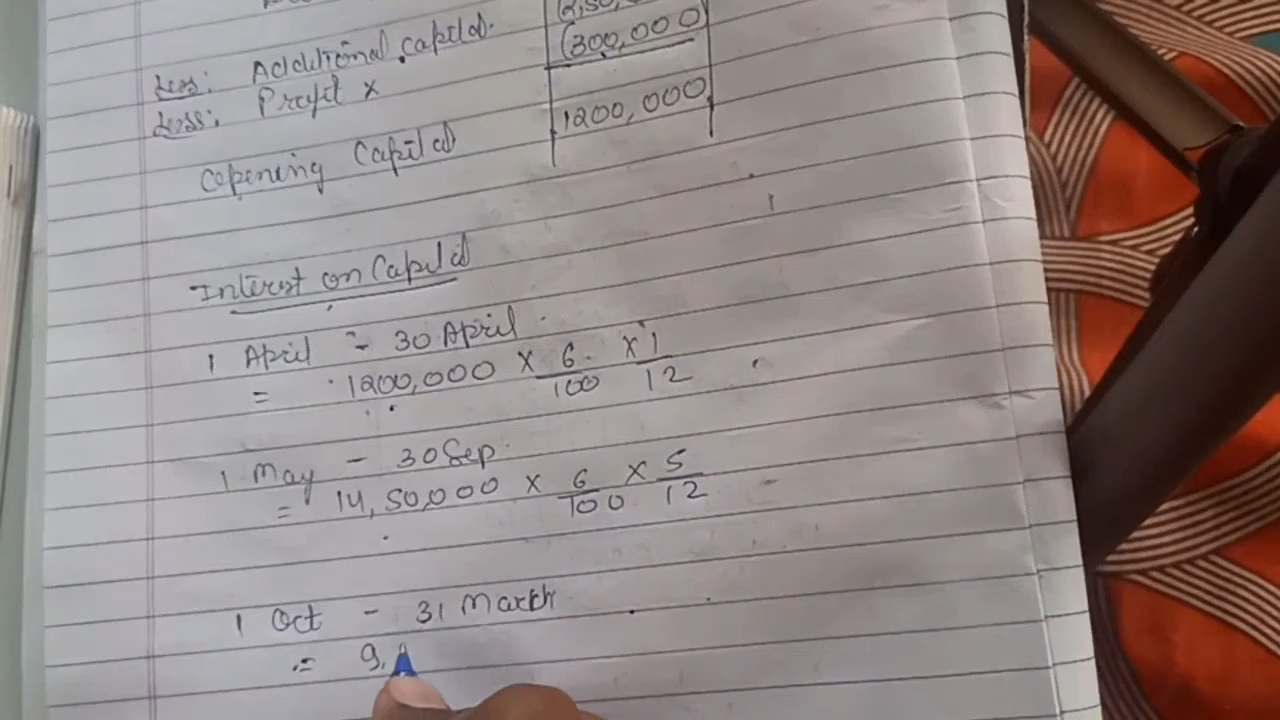 Less: Additional capital.
(300,000)
Less: Profit x
1200,000
Opening Capital
Interest on Capital
1 April - 30 April
= 1200,000 x 6/100 x 1/12
1 May - 30 Sep.
= 14,50,000 x 6/100 x 5/12
1 Oct - 31 March
= 9,